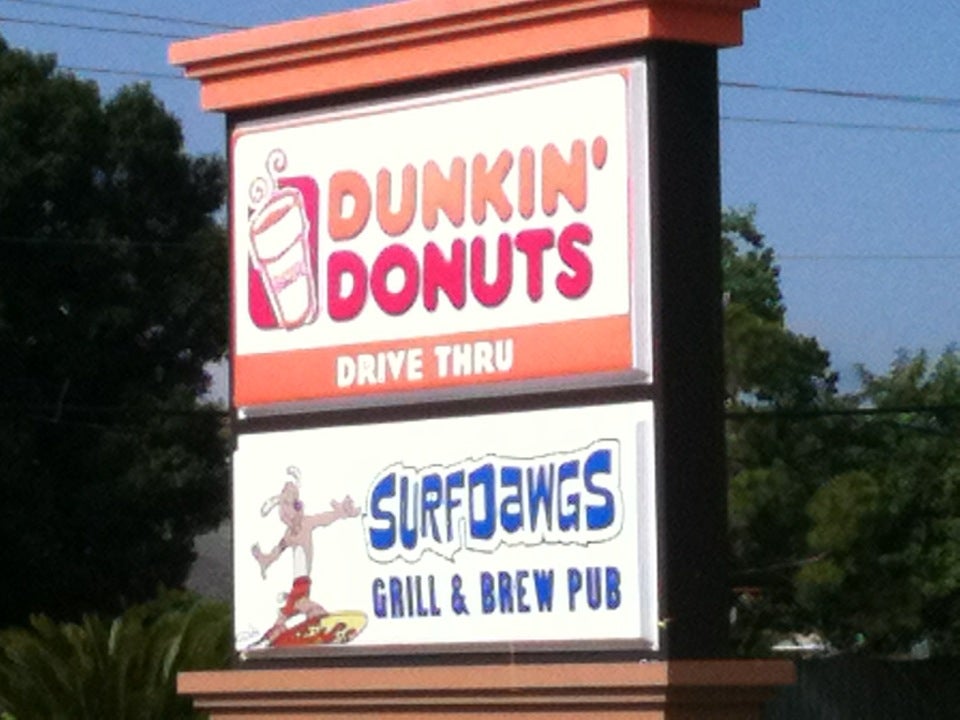 DUNKIN'
DONUTS
DRIVE THRU
SURFDAWGS
GRILL & BREW PUB